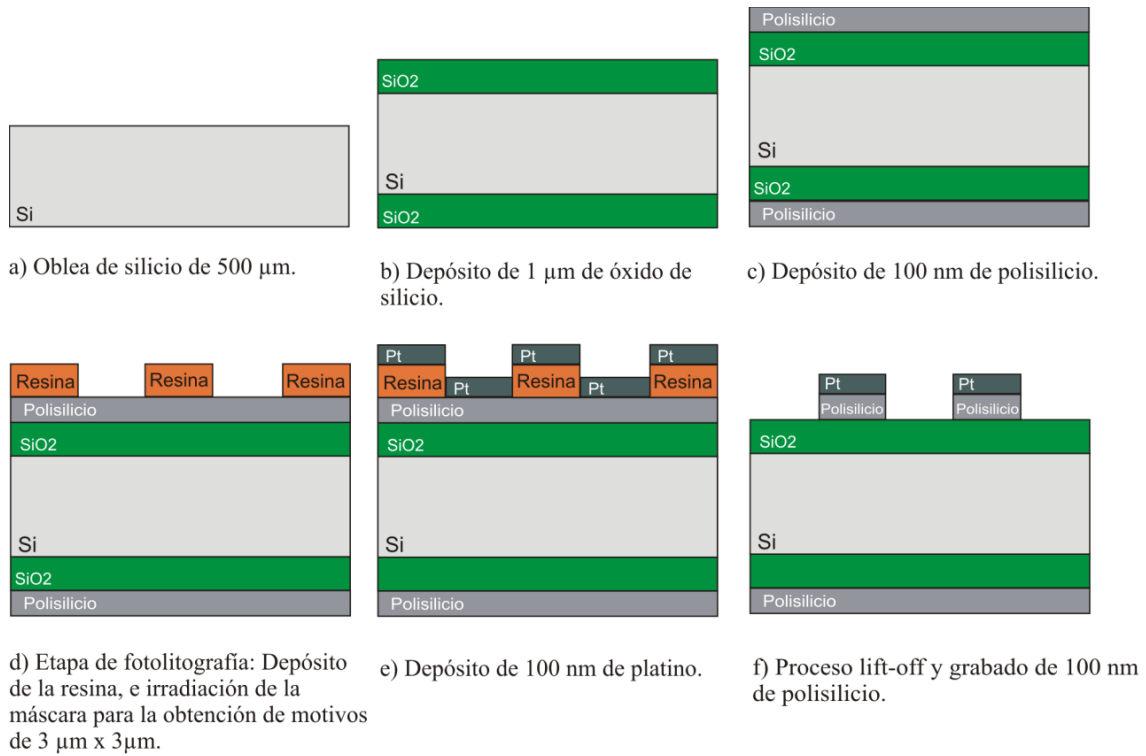 Si
a) Oblea de silicio de 500 µm.
SiO2
Si
SiO2
b) Depósito de 1 µm de óxido de
silicio.
Polisilicio
SiO2
Si
SiO2
Polisilicio
c) Depósito de 100 nm de polisilicio.
Resina Resina Resina
Polisilicio
SiO2
Si
SiO2
Polisilicio
d) Etapa de fotolitografía: Depósito
de la resina, e irradiación de la
máscara para la obtención de motivos
de 3 µm x 3µm.
Pt Pt Pt
Resina Pt Resina Pt Resina
Polisilicio
SiO2
Si
Polisilicio
e) Depósito de 100 nm de platino.
Pt Pt
Polisilicio Polisilicio
SiO2
Si
Polisilicio
f) Proceso lift-off y grabado de 100 nm
de polisilicio.